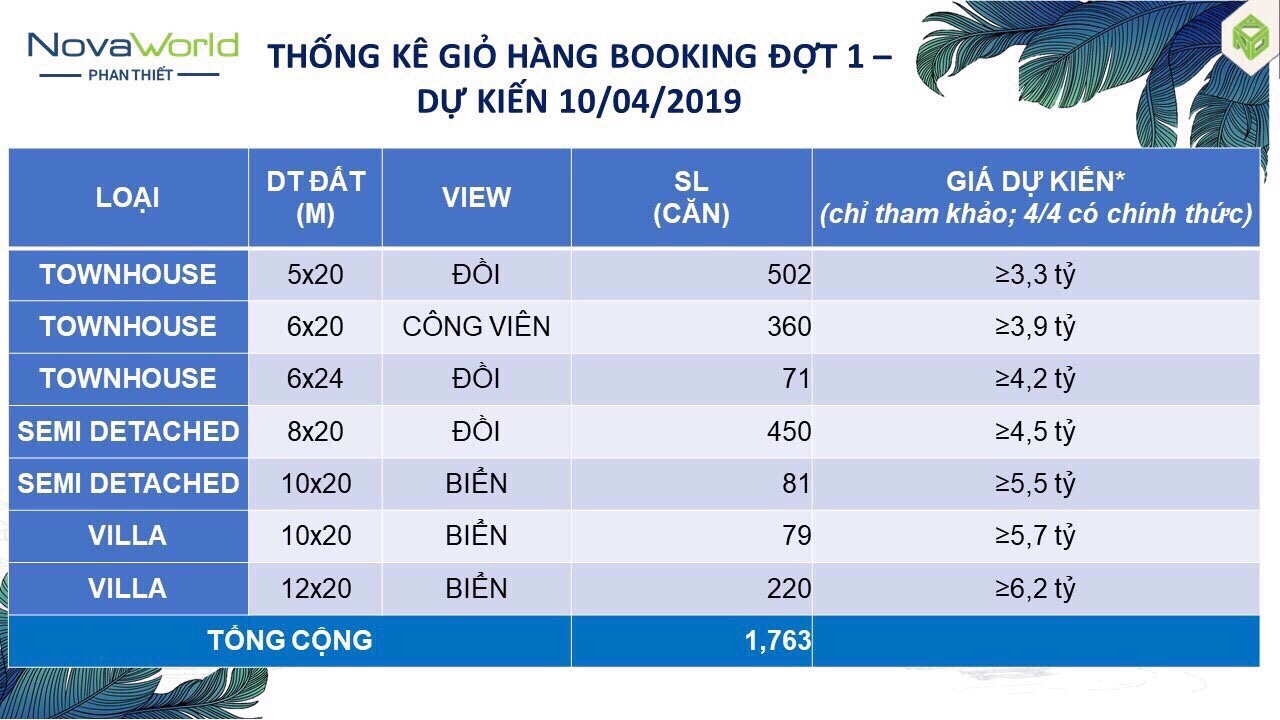 NovaWorld
PHAN THIẾT
THỐNG KÊ GIỎ HÀNG BOOKING ĐỢT 1 –
DỰ KIẾN 10/04/2019
LOẠI DT ĐẤT (M) VIEW SL (CĂN) GIÁ DỰ KIẾN* (chỉ tham khảo; 4/4 có chính thức)
TOWNHOUSE 5x20 ĐỒI 502 ≥3,3 tỷ
TOWNHOUSE 6x20 CÔNG VIÊN 360 ≥3,9 tỷ
TOWNHOUSE 6x24 ĐỒI 71 ≥4,2 tỷ
SEMI DETACHED 8x20 ĐỒI 450 ≥4,5 tỷ
SEMI DETACHED 10x20 BIỂN 81 ≥5,5 tỷ
VILLA 10x20 BIỂN 79 ≥5,7 tỷ
VILLA 12x20 BIỂN 220 ≥6,2 tỷ
TỔNG CỘNG 1,763